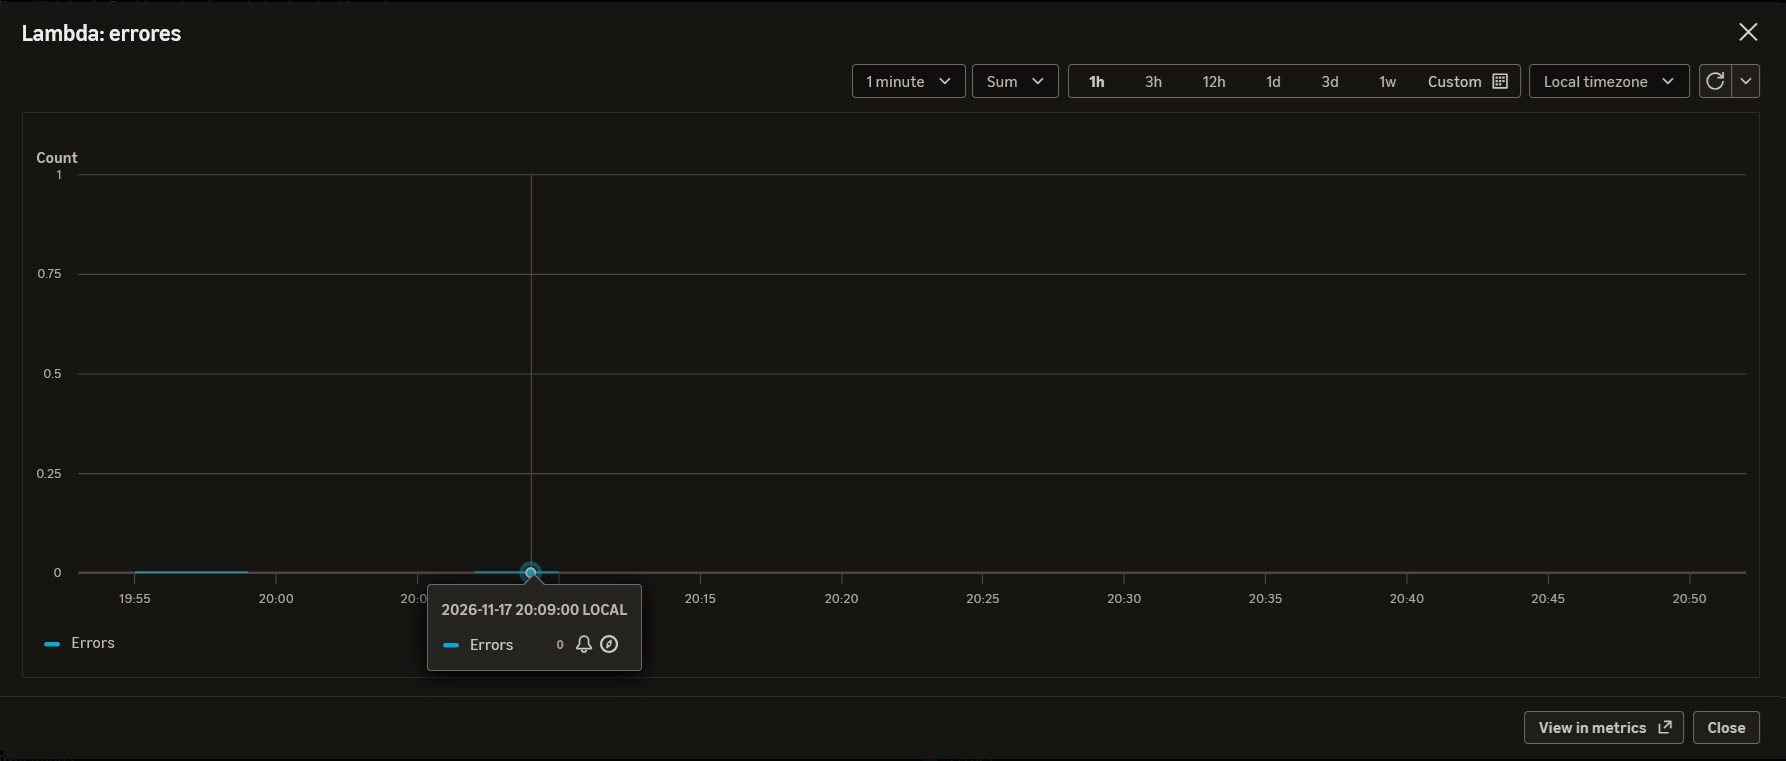 Lambda: errores
1 minute Sum 1h 3h 12h 1d 3d 1w Custom Local timezone
Count
1
0.75
0.5
0.25
0
19:55 20:00 20:0 20:15 20:20 20:25 20:30 20:35 20:40 20:45 20:50
2026-11-17 20:09:00 LOCAL
Errors 0
Errors
View in metrics Close